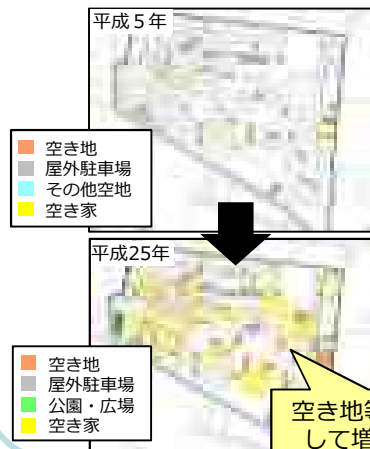 平成５年
空き地
屋外駐車場
その他空地
空き家
平成25年
空き地
屋外駐車場
公園・広場
空き家
空き地等
して増